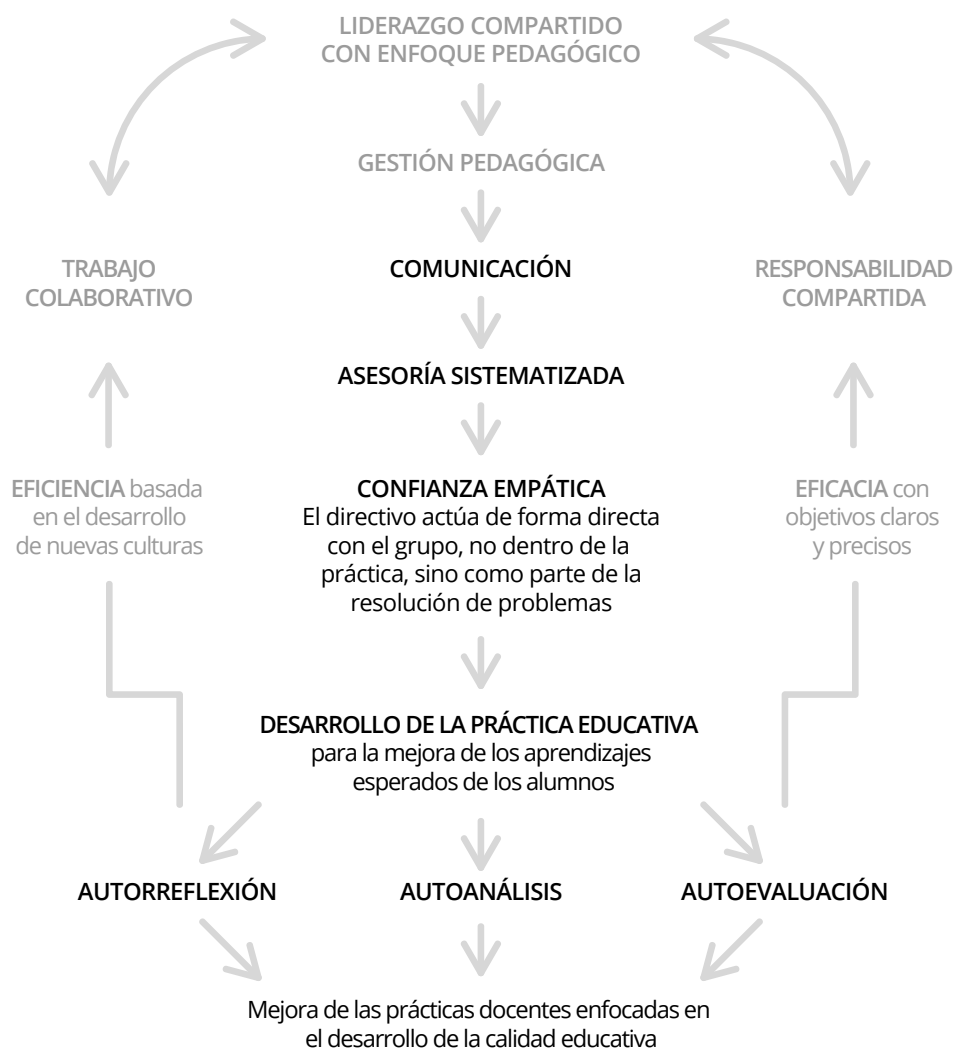 LIDERAZGO COMPARTIDO
CON ENFOQUE PEDAGÓGICO
GESTIÓN PEDAGÓGICA
TRABAJO
COLABORATIVO
COMUNICACIÓN
RESPONSABILIDAD
COMPARTIDA
ASESORÍA SISTEMATIZADA
EFICIENCIA basada
en el desarrollo
de nuevas culturas
CONFIANZA EMPÁTICA
El directivo actúa de forma directa
con el grupo, no dentro de la
práctica, sino como parte de la
resolución de problemas
EFICACIA con
objetivos claros
y precisos
DESARROLLO DE LA PRÁCTICA EDUCATIVA
para la mejora de los aprendizajes
esperados de los alumnos
AUTORREFLEXIÓN
AUTOANÁLISIS
AUTOEVALUACIÓN
Mejora de las prácticas docentes enfocadas en
el desarrollo de la calidad educativa